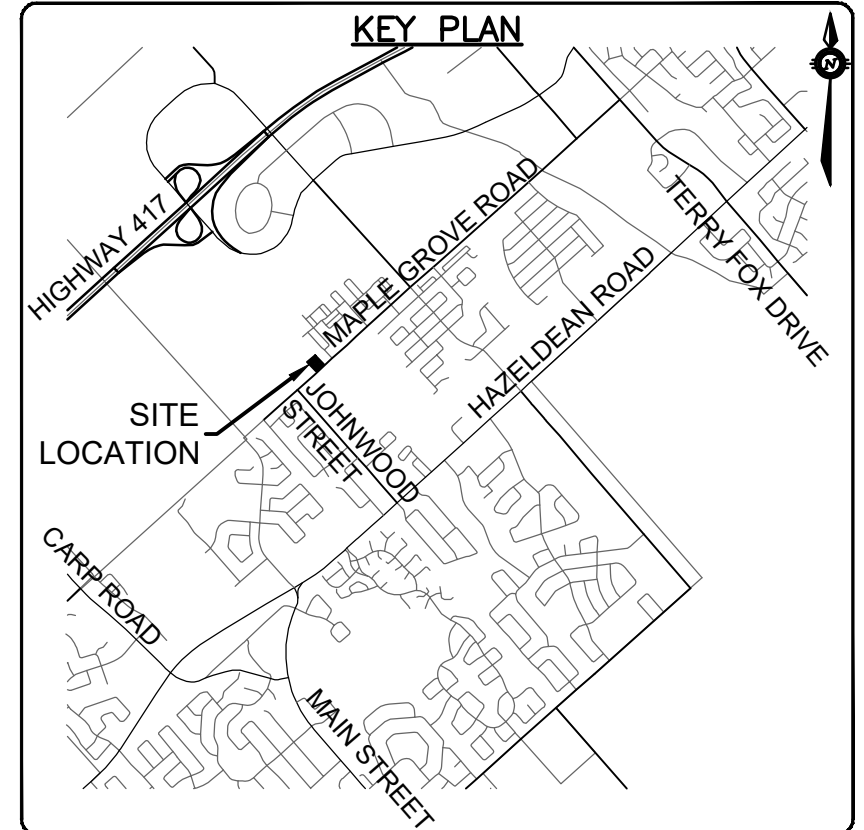 KEY PLAN
N
HIGHWAY 417
MAPLE GROVE ROAD
TERRY FOX DRIVE
HAZELDEAN ROAD
SITE
LOCATION
JOHNWOOD
STREET
CARP ROAD
MAIN STREET